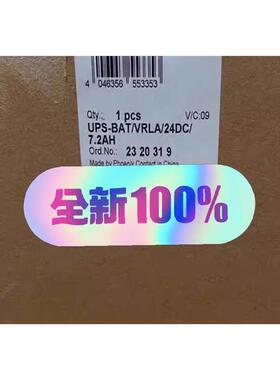 4 046356 553353
Qty.: 1 pcs V/C:09
UPS-BAT/VRLA/24DC/
7.2AH
Ord.No.: 23 20 31 9
Made by Phoenix Contact in China
全新100%